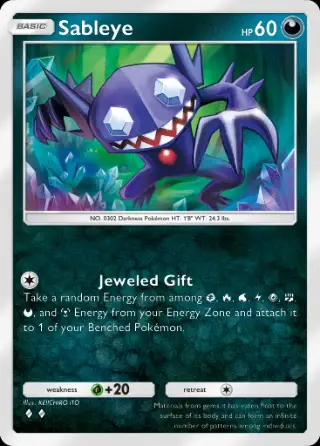 BASIC Sableye HP 60
NO. 0302 Darkness Pokémon HT: 1'8" WT: 24.3 lbs.
Jeweled Gift
Take a random Energy from among , , , , , ,
, and Energy from your Energy Zone and attach it
to 1 of your Benched Pokémon.
weakness +20 retreat
Illus. KEIICHIRO ITO
Materials from gems it has eaten float to the
surface of its body and can form an infinite
number of patterns among individuals.